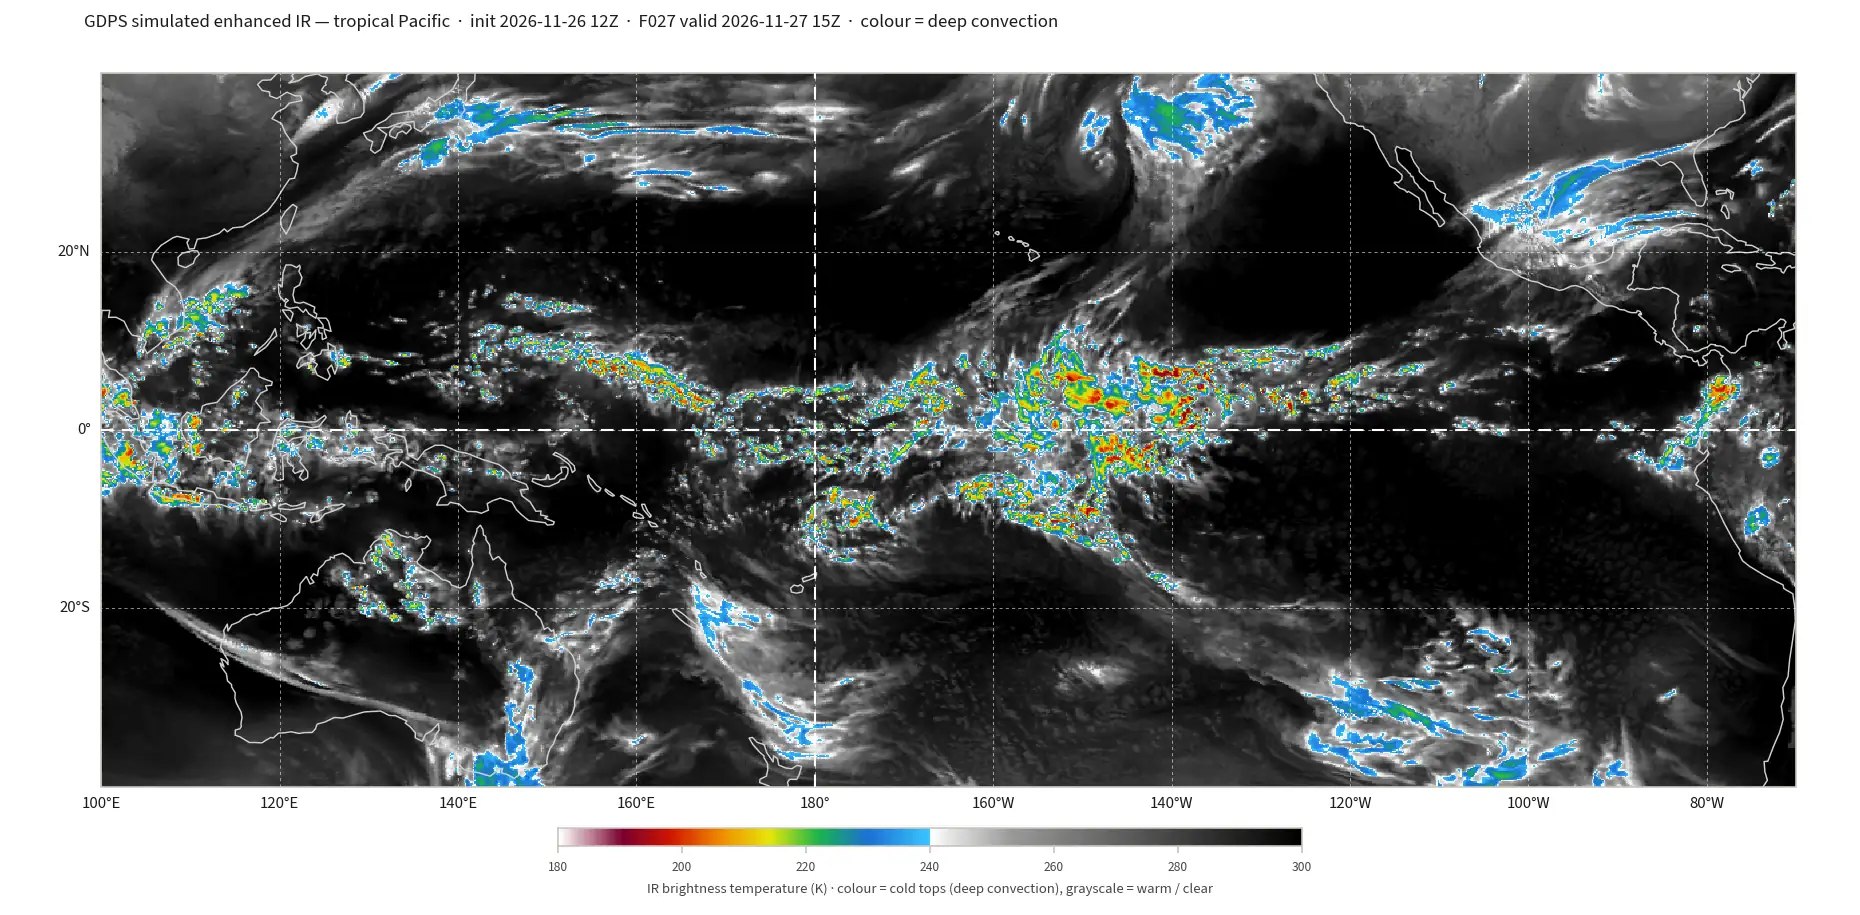 GDPS simulated enhanced IR — tropical Pacific · init 2026-11-26 12Z · F027 valid 2026-11-27 15Z · colour = deep convection
20°N
0°
20°S
100°E 120°E 140°E 160°E 180° 160°W 140°W 120°W 100°W 80°W
180 200 220 240 260 280 300
IR brightness temperature (K) · colour = cold tops (deep convection), grayscale = warm / clear